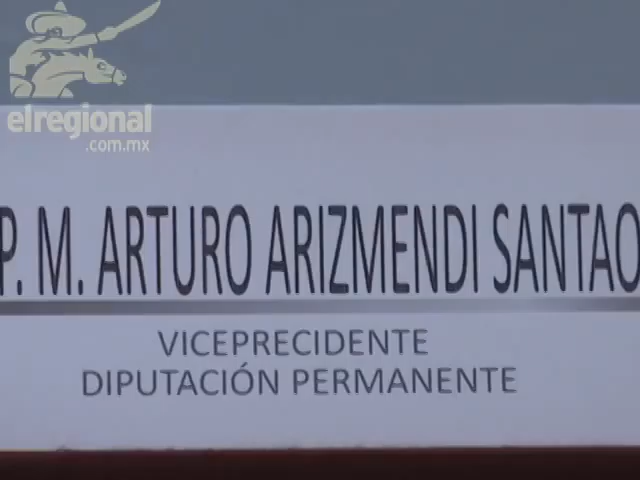 elregional
.com.mx
P. M. ARTURO ARIZMENDI SANTAO
VICEPRECIDENTE
DIPUTACIÓN PERMANENTE